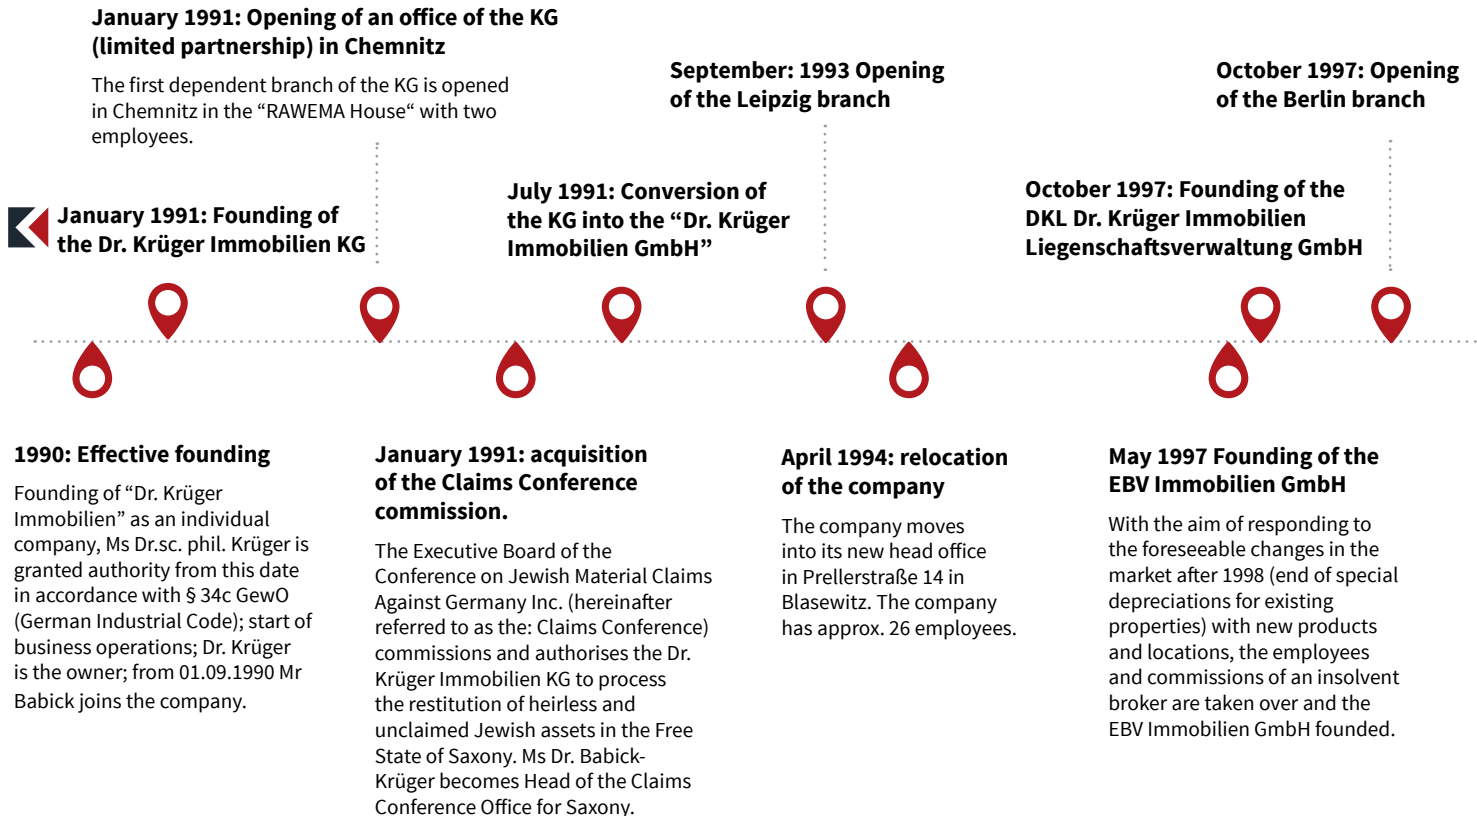 January 1991: Opening of an office of the KG
(limited partnership) in Chemnitz
The first dependent branch of the KG is opened
in Chemnitz in the “RAWEMA House“ with two
employees.
September: 1993 Opening
of the Leipzig branch
October 1997: Opening
of the Berlin branch
January 1991: Founding of
the Dr. Krüger Immobilien KG
July 1991: Conversion of
the KG into the “Dr. Krüger
Immobilien GmbH”
October 1997: Founding of the
DKL Dr. Krüger Immobilien
Liegenschaftsverwaltung GmbH
1990: Effective founding
Founding of “Dr. Krüger
Immobilien” as an individual
company, Ms Dr.sc. phil. Krüger is
granted authority from this date
in accordance with § 34c GewO
(German Industrial Code); start of
business operations; Dr. Krüger
is the owner; from 01.09.1990 Mr
Babick joins the company.
January 1991: acquisition
of the Claims Conference
commission.
The Executive Board of the
Conference on Jewish Material Claims
Against Germany Inc. (hereinafter
referred to as the: Claims Conference)
commissions and authorises the Dr.
Krüger Immobilien KG to process
the restitution of heirless and
unclaimed Jewish assets in the Free
State of Saxony. Ms Dr. Babick-
Krüger becomes Head of the Claims
Conference Office for Saxony.
April 1994: relocation
of the company
The company moves
into its new head office
in Prellerstraße 14 in
Blasewitz. The company
has approx. 26 employees.
May 1997 Founding of the
EBV Immobilien GmbH
With the aim of responding to
the foreseeable changes in the
market after 1998 (end of special
depreciations for existing
properties) with new products
and locations, the employees
and commissions of an insolvent
broker are taken over and the
EBV Immobilien GmbH founded.